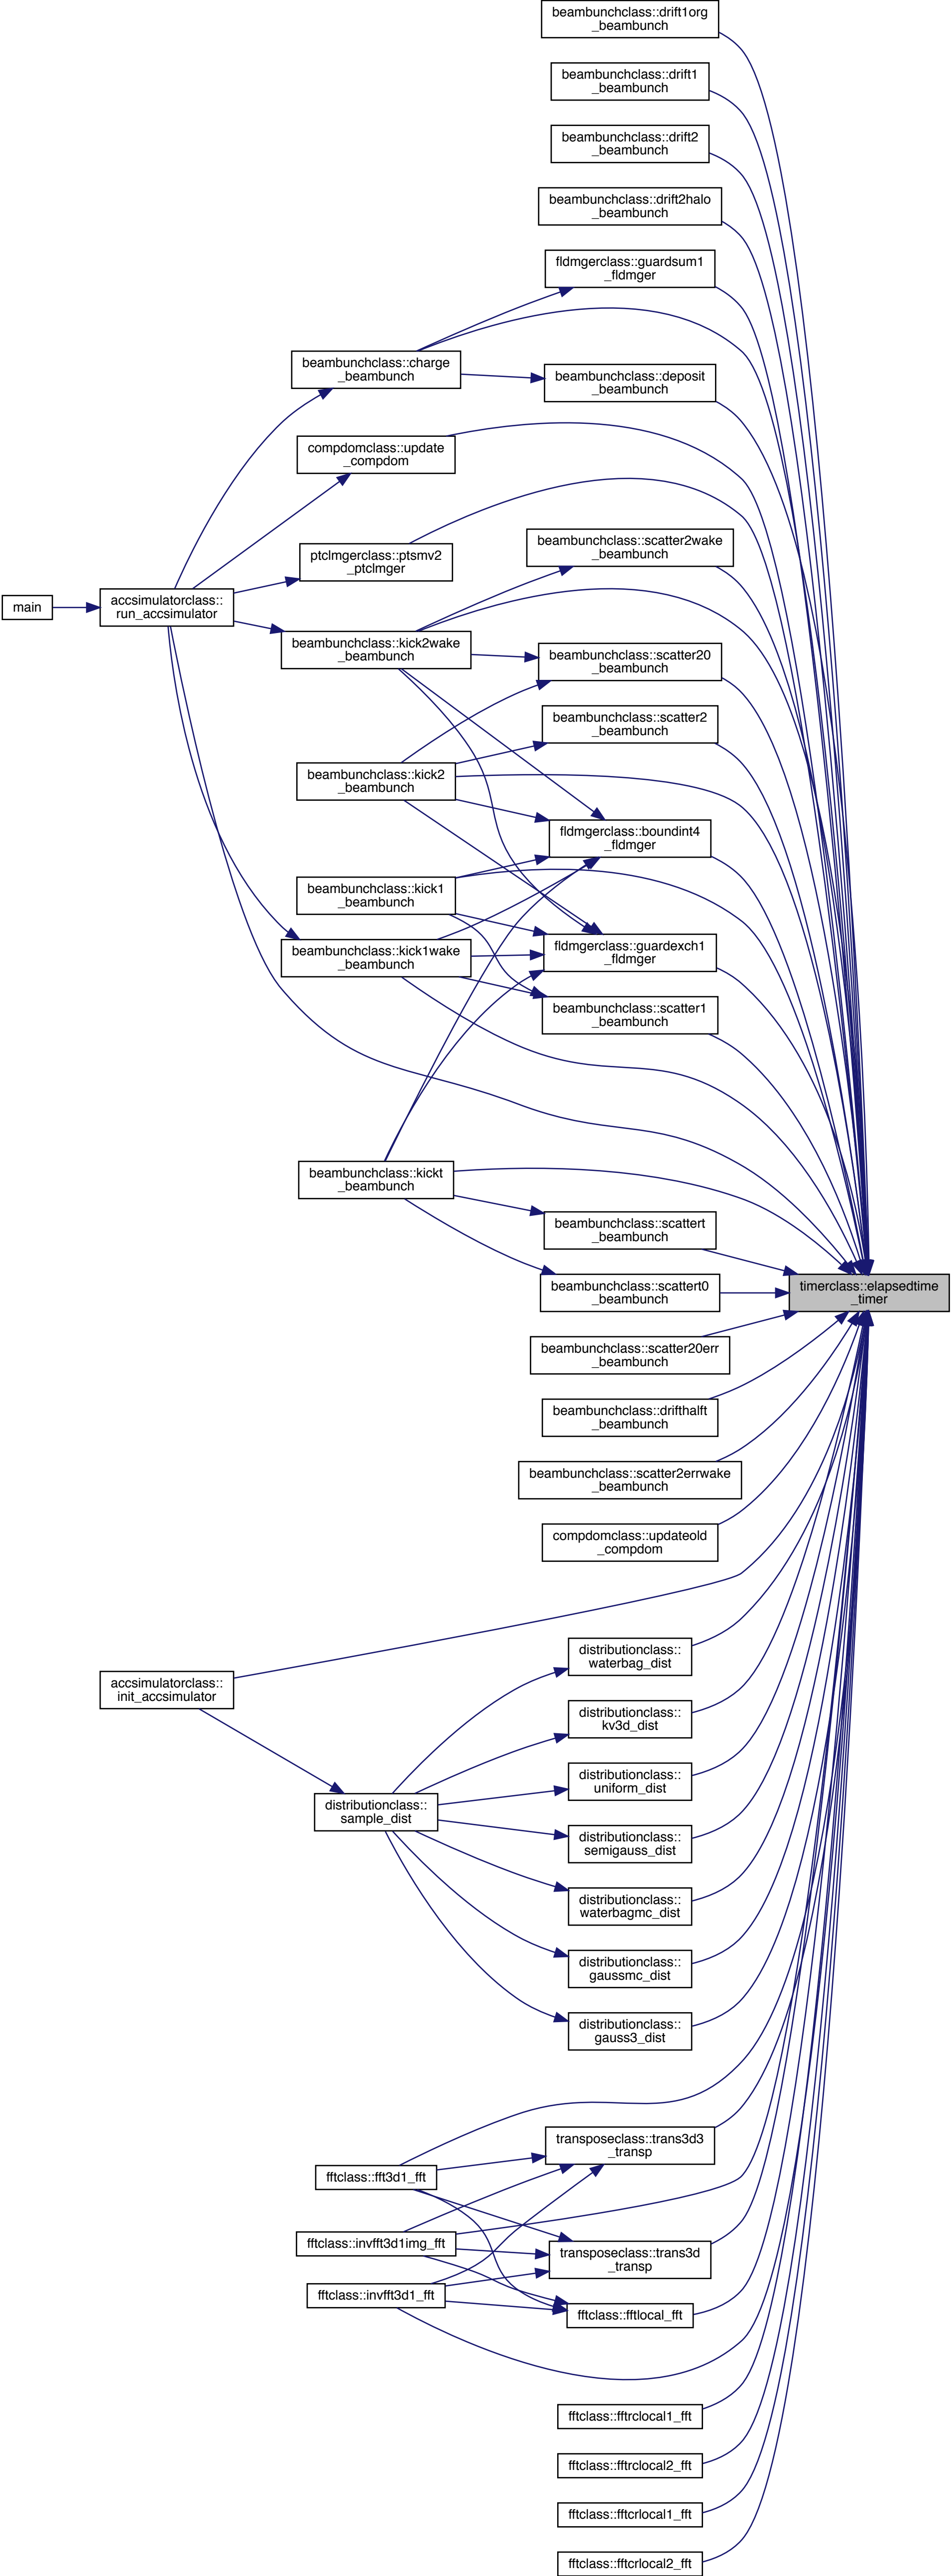 beambunchclass::drift1org
_beambunch
beambunchclass::drift1
_beambunch
beambunchclass::drift2
_beambunch
beambunchclass::drift2halo
_beambunch
fldmgerclass::guardsum1
_fldmger
beambunchclass::charge
_beambunch
beambunchclass::deposit
_beambunch
compdomclass::update
_compdom
ptclmgerclass::ptsmv2
_ptclmger
beambunchclass::scatter2wake
_beambunch
main
accsimulatorclass::
run_accsimulator
beambunchclass::kick2wake
_beambunch
beambunchclass::scatter20
_beambunch
beambunchclass::scatter2
_beambunch
beambunchclass::kick2
_beambunch
fldmgerclass::boundint4
_fldmger
beambunchclass::kick1
_beambunch
beambunchclass::kick1wake
_beambunch
fldmgerclass::guardexch1
_fldmger
beambunchclass::scatter1
_beambunch
beambunchclass::kickt
_beambunch
beambunchclass::scattert
_beambunch
beambunchclass::scattert0
_beambunch
timerclass::elapsedtime
_timer
beambunchclass::scatter20err
_beambunch
beambunchclass::drifthalft
_beambunch
beambunchclass::scatter2errwake
_beambunch
compdomclass::updateold
_compdom
distributionclass::
waterbag_dist
accsimulatorclass::
init_accsimulator
distributionclass::
kv3d_dist
distributionclass::
uniform_dist
distributionclass::
sample_dist
distributionclass::
semigauss_dist
distributionclass::
waterbagmc_dist
distributionclass::
gaussmc_dist
distributionclass::
gauss3_dist
transposeclass::trans3d3
_transp
fftclass::fft3d1_fft
fftclass::invfft3d1img_fft
transposeclass::trans3d
_transp
fftclass::invfft3d1_fft
fftclass::fftlocal_fft
fftclass::fftrclocal1_fft
fftclass::fftrclocal2_fft
fftclass::fftcrlocal1_fft
fftclass::fftcrlocal2_fft